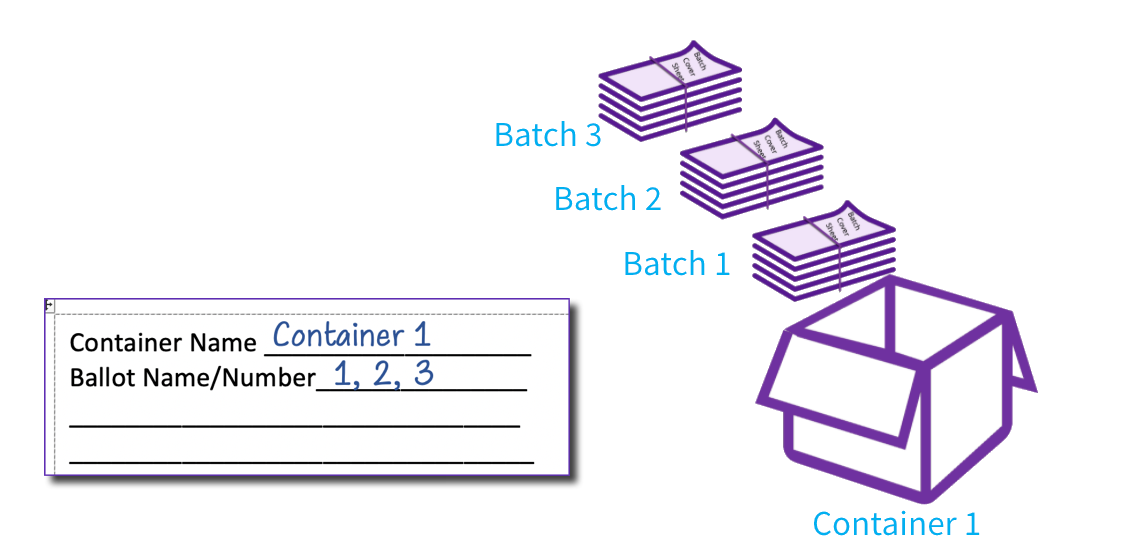 Batch
Cover
Sheet
Batch 3
Batch
Cover
Sheet
Batch 2
Batch
Cover
Sheet
Batch 1
Container Name Container 1
Ballot Name/Number 1, 2, 3
Container 1